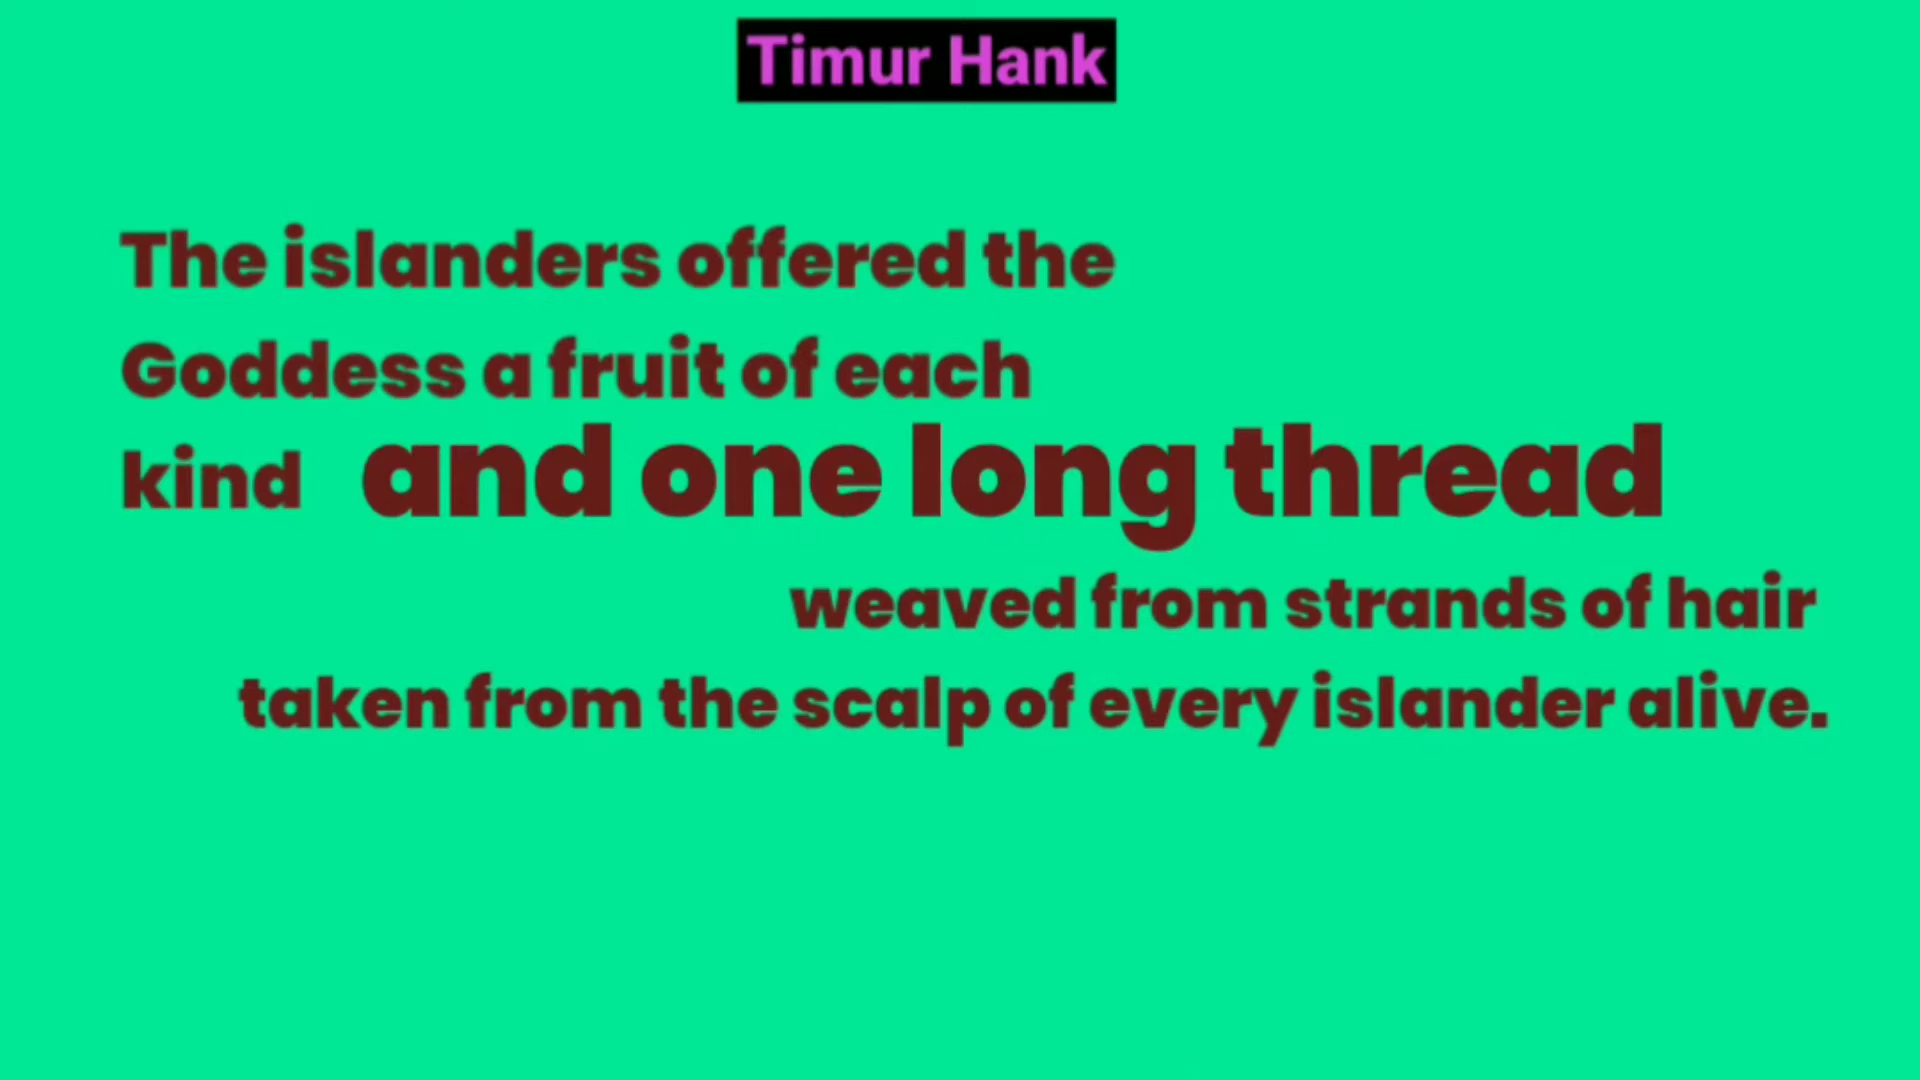 Timur Hank
The islanders offered the
Goddess a fruit of each
kind and one long thread
weaved from strands of hair
taken from the scalp of every islander alive.